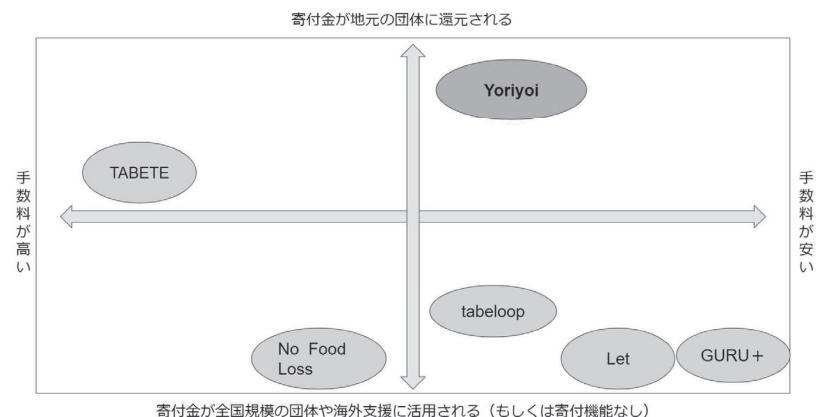 寄付金が地元の団体に還元される
Yoriyoi
TABETE
手数料が高い
手数料が安い
tabeloop
No Food
Loss
Let
GURU＋
寄付金が全国規模の団体や海外支援に活用される（もしくは寄付機能なし）